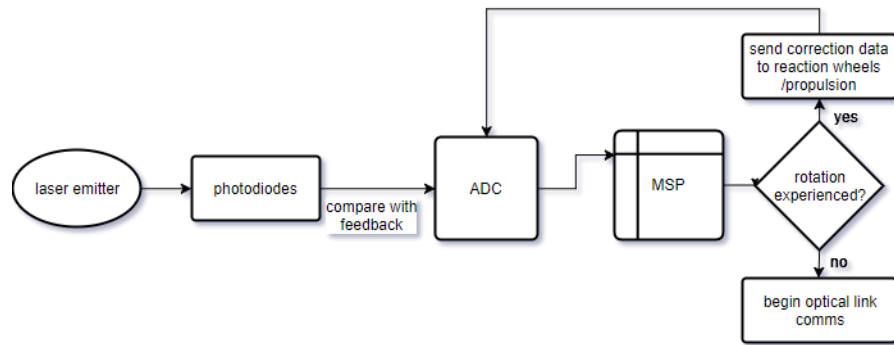 send correction data
to reaction wheels
/propulsion
yes
laser emitter
photodiodes
compare with
feedback
ADC
MSP
rotation
experienced?
no
begin optical link
comms